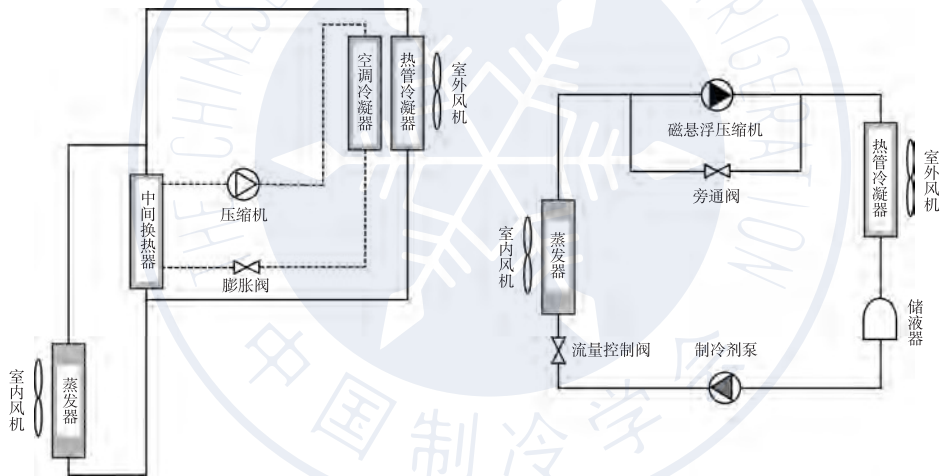 空调冷凝器
热管冷凝器
室外风机
压缩机
中间换热器
膨胀阀
蒸发器
室内风机
磁悬浮压缩机
旁通阀
热管冷凝器
室外风机
蒸发器
室内风机
储液器
流量控制阀
制冷剂泵
中国制冷学会